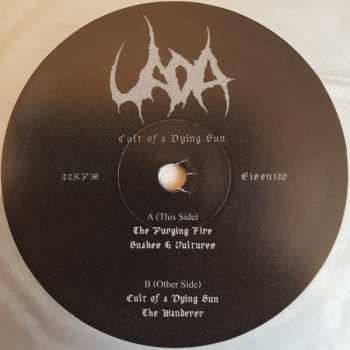 UADA
Cult of a Dying Sun
33RPM
Eisen120
A (This Side)
The Purging Fire
Snakes & Vultures
B (Other Side)
Cult of a Dying Sun
The Wanderer